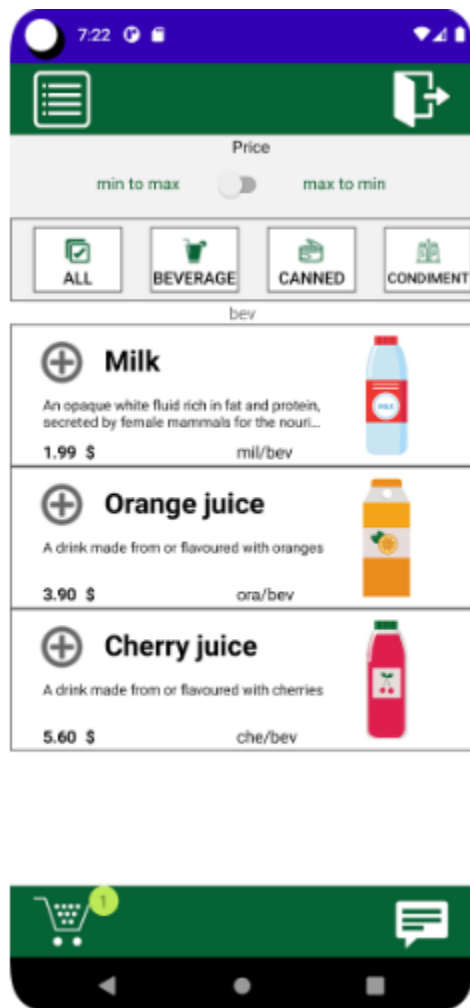 7:22
Price
min to max max to min
ALL BEVERAGE CANNED CONDIMENT
bev
Milk
An opaque white fluid rich in fat and protein,
secreted by female mammals for the nouri...
1.99 $ mil/bev
MILK
Orange juice
A drink made from or flavoured with oranges
3.90 $ ora/bev
Cherry juice
A drink made from or flavoured with cherries
5.60 $ che/bev
1